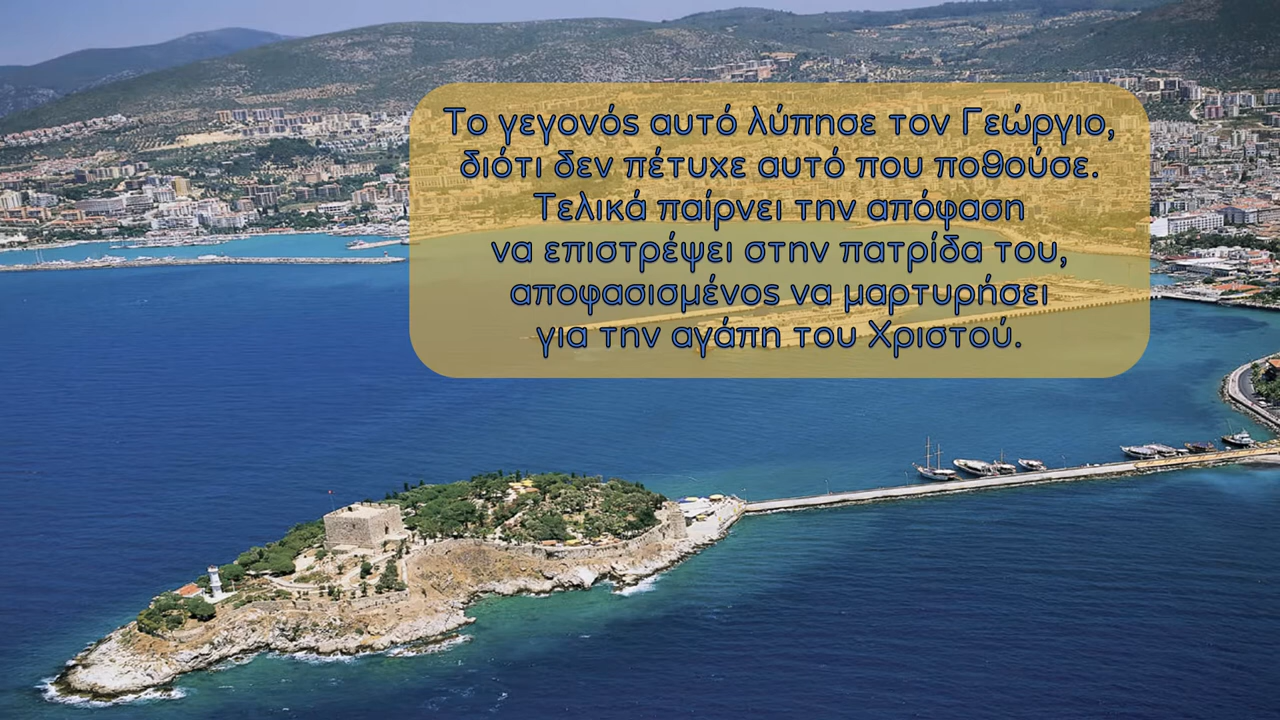 Το γεγονός αυτό λύπησε τον Γεώργιο,
διότι δεν πέτυχε αυτό που ποθούσε.
Τελικά παίρνει την απόφαση
να επιστρέψει στην πατρίδα του,
αποφασισμένος να μαρτυρήσει
για την αγάπη του Χριστού.